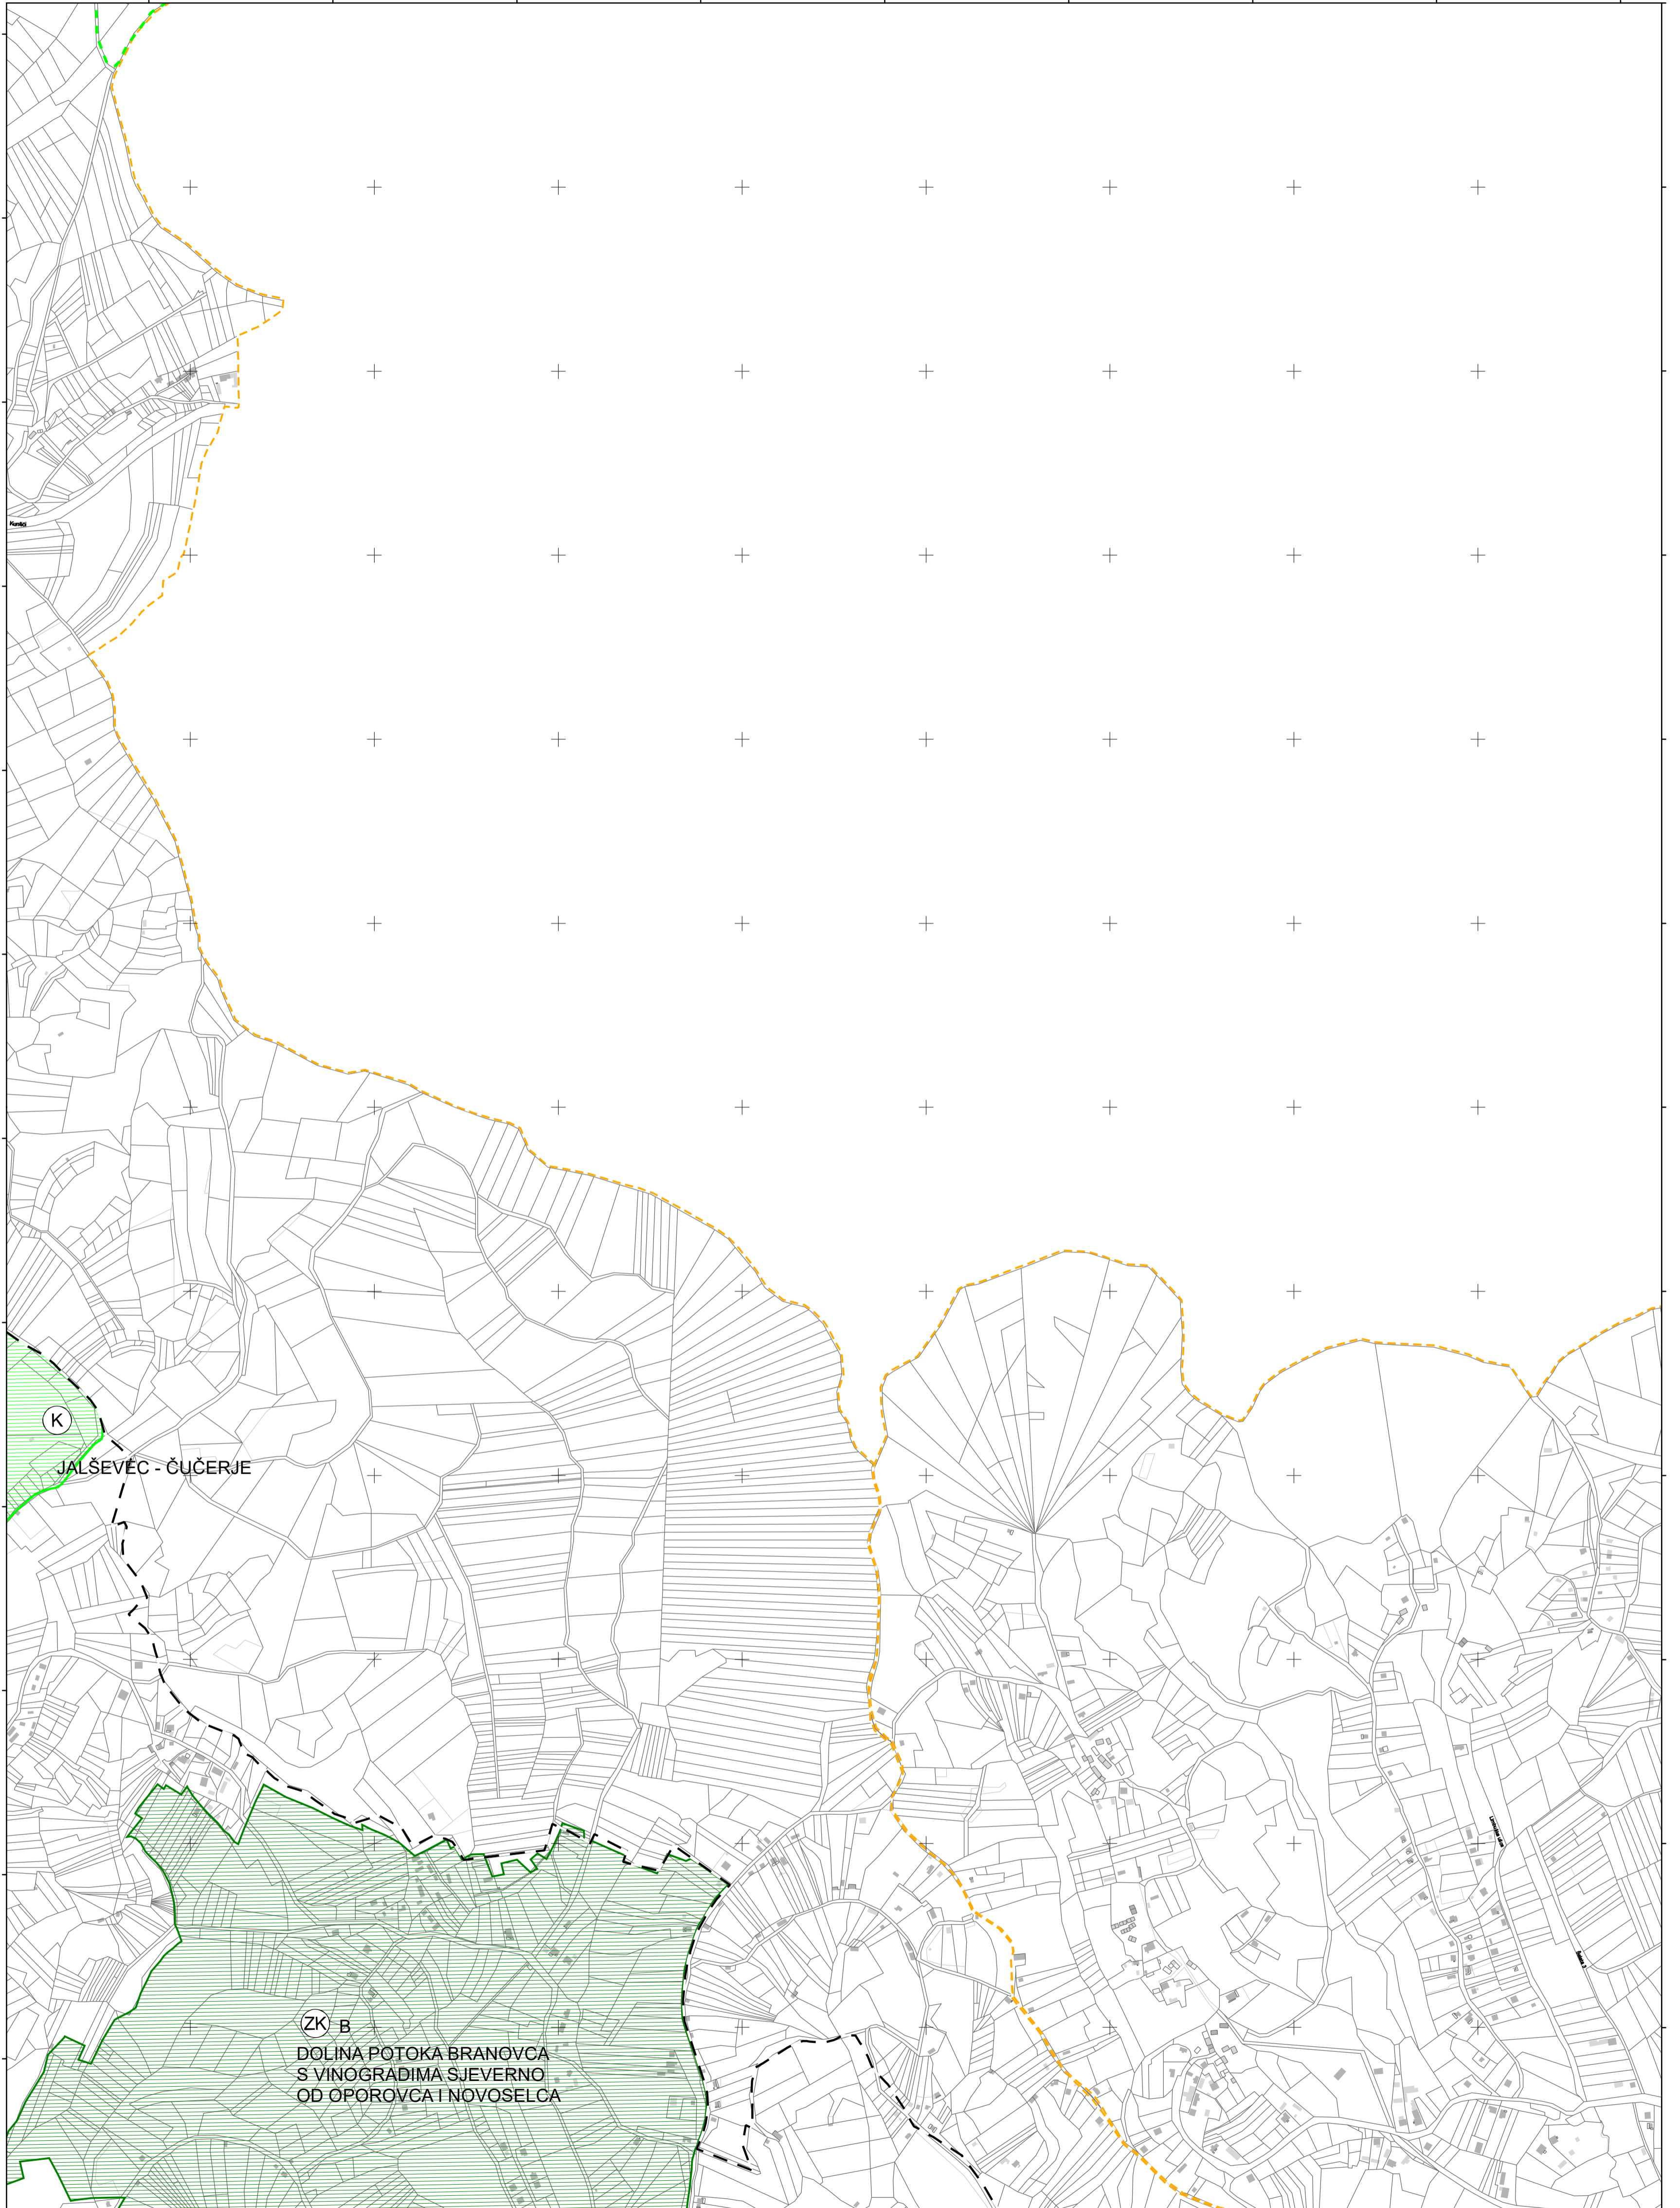 K
JALŠEVEC - ČUČERJE
ZK B
DOLINA POTOKA BRANOVCA
S VINOGRADIMA SJEVERNO
OD OPOROVCA I NOVOSELCA